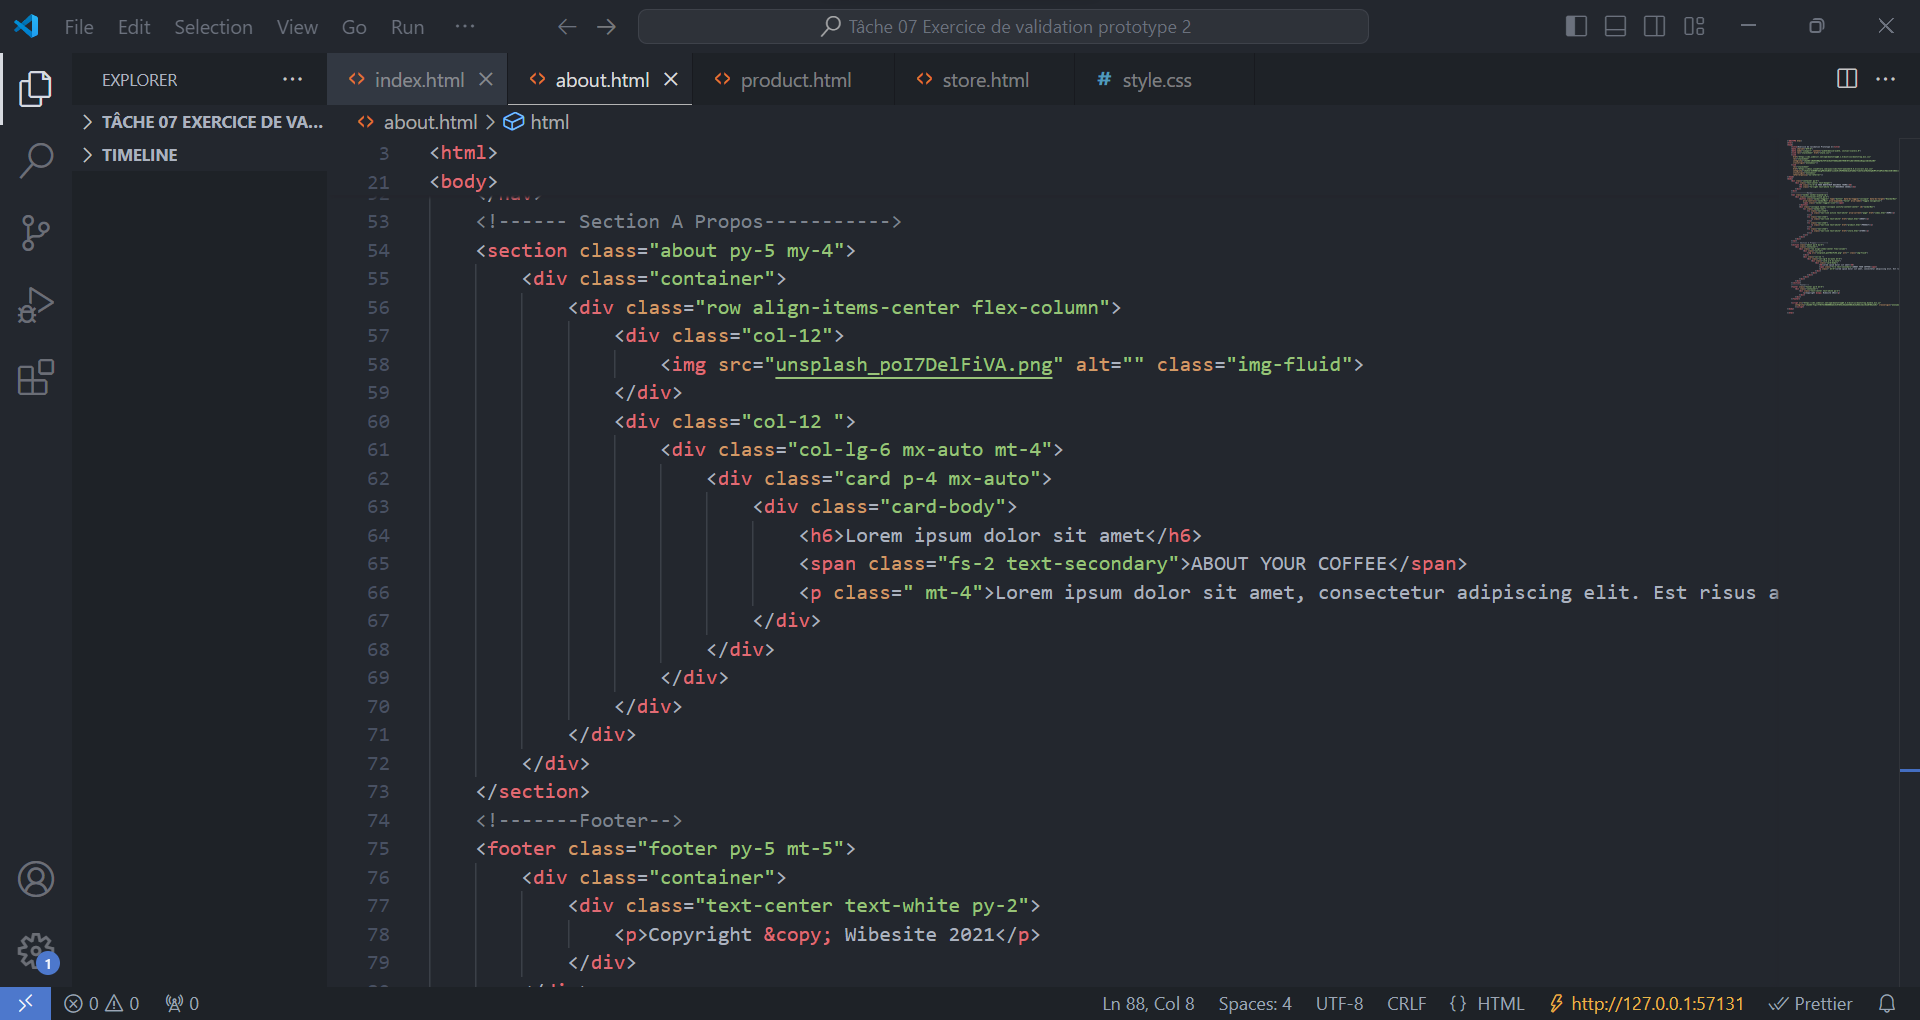 File Edit Selection View Go Run ···
Tâche 07 Exercice de validation prototype 2
EXPLORER ···
index.html about.html product.html store.html # style.css ···
TÂCHE 07 EXERCICE DE VA...
TIMELINE
about.html > html
3 <html>
21 <body>
53 <!------ Section A Propos----------->
54 <section class="about py-5 my-4">
55 <div class="container">
56 <div class="row align-items-center flex-column">
57 <div class="col-12">
58 <img src="unsplash_poI7DelFiVA.png" alt="" class="img-fluid">
59 </div>
60 <div class="col-12 ">
61 <div class="col-lg-6 mx-auto mt-4">
62 <div class="card p-4 mx-auto">
63 <div class="card-body">
64 <h6>Lorem ipsum dolor sit amet</h6>
65 <span class="fs-2 text-secondary">ABOUT YOUR COFFEE</span>
66 <p class=" mt-4">Lorem ipsum dolor sit amet, consectetur adipiscing elit. Est risus a
67 </div>
68 </div>
69 </div>
70 </div>
71 </div>
72 </div>
73 </section>
74 <!-------Footer-->
75 <footer class="footer py-5 mt-5">
76 <div class="container">
77 <div class="text-center text-white py-2">
78 <p>Copyright &copy; Wibesite 2021</p>
79 </div>
1
0 0 0 Ln 88, Col 8 Spaces: 4 UTF-8 CRLF {} HTML http://127.0.0.1:57131 Prettier